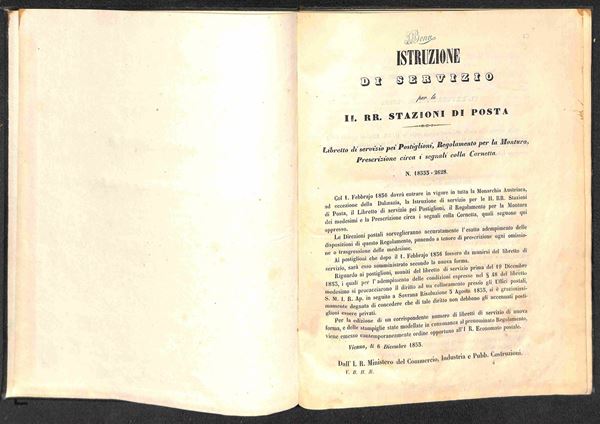 ISTRUZIONE
DI SERVIZIO
per le
II. RR. STAZIONI DI POSTA
Libretto di servizio pei Postiglioni, Regolamento per la Montura,
Prescrizione circa i segnali colla Cornetta.
N. 18333-2628.
Col 1. Febbrajo 1856 dovrà entrare in vigore in tutta la Monarchia Austriaca,
ad eccezione della Dalmazia, la Istruzione di servizio per le II. RR. Stazioni
di Posta, il Libretto di servizio pei Postiglioni, il Regolamento per la Montura
dei medesimi e la Prescrizione circa i segnali colla Cornetta, quali seguono qui
appresso.
Le Direzioni postali sorveglieranno accuratamente l'esatto adempimento delle
disposizioni di questo Regolamento, punendo a tenore di prescrizione ogni omissione
o trasgressione delle medesime.
Ai postiglioni che dopo il 1. Febbrajo 1856 fossero da munirsi del libretto di
servizio, sarà esso somministrato secondo la nuova forma.
Riguardo ai postiglioni, muniti del libretto di servizio prima del 19 Dicembre
1853, i quali per l'adempimento delle condizioni espresse nel § 48 del libretto
medesimo si procacciarono il diritto ad un collocamento presso gli Uffici postali,
S. M. I. R. Ap. in seguito a Sovrana Risoluzione 5 Agosto 1853, si è graziosissi-
mamente degnata di concedere che di tale diritto non debbono gli accennati posti-
glioni essere privati.
Per la edizione di un corrispondente numero di libretti di servizio di nuova
forma, e delle stampiglie state modellate in consonanza al prenominato Regolamento,
viene emesso contemporaneamente ordine opportuno all'I. R. Economato postale.
Vienna, li 6 Dicembre 1855.
Dall'I. R. Ministero del Commercio, Industria e Pubb. Costruzioni.